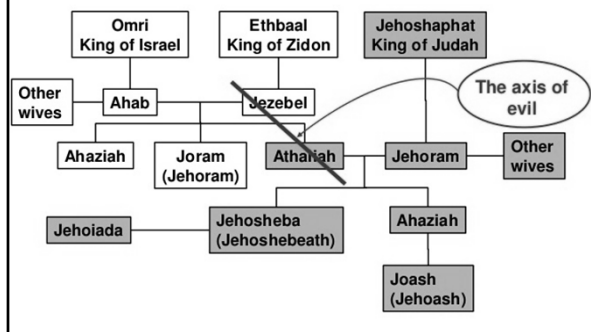 Omri
King of Israel
Ethbaal
King of Zidon
Jehoshaphat
King of Judah
Other
wives
Ahab
Jezebel
The axis of
evil
Ahaziah
Joram
(Jehoram)
Athaliah
Jehoram
Other
wives
Jehoiada
Jehosheba
(Jehoshebeath)
Ahaziah
Joash
(Jehoash)